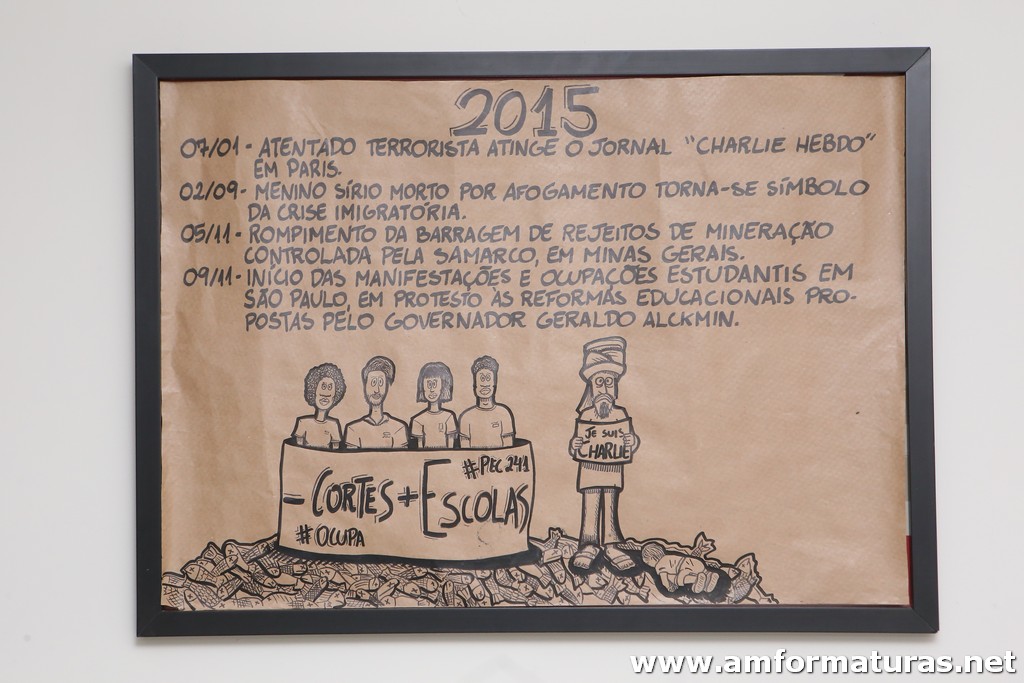 2015
07/01 - ATENTADO TERRORISTA ATINGE O JORNAL "CHARLIE HEBDO"
EM PARIS.
02/09 - MENINO SÍRIO MORTO POR AFOGAMENTO TORNA-SE SÍMBOLO
DA CRISE IMIGRATÓRIA.
05/11 - ROMPIMENTO DA BARRAGEM DE REJEITOS DE MINERAÇÃO
CONTROLADA PELA SAMARCO, EM MINAS GERAIS.
09/11 - INÍCIO DAS MANIFESTAÇÕES E OCUPAÇÕES ESTUDANTIS EM
SÃO PAULO, EM PROTESTO ÀS REFORMAS EDUCACIONAIS PRO-
POSTAS PELO GOVERNADOR GERALDO ALCKMIN.
JE SUIS
CHARLIE
#PEC 241
- CORTES + ESCOLAS
#OCUPA
www.amformaturas.net